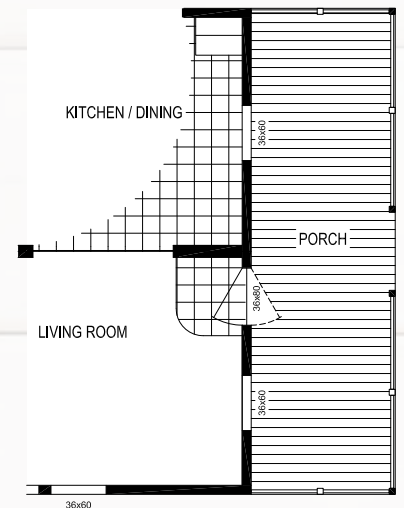 KITCHEN / DINING
36x60
PORCH
36x80
LIVING ROOM
36x60
36x60